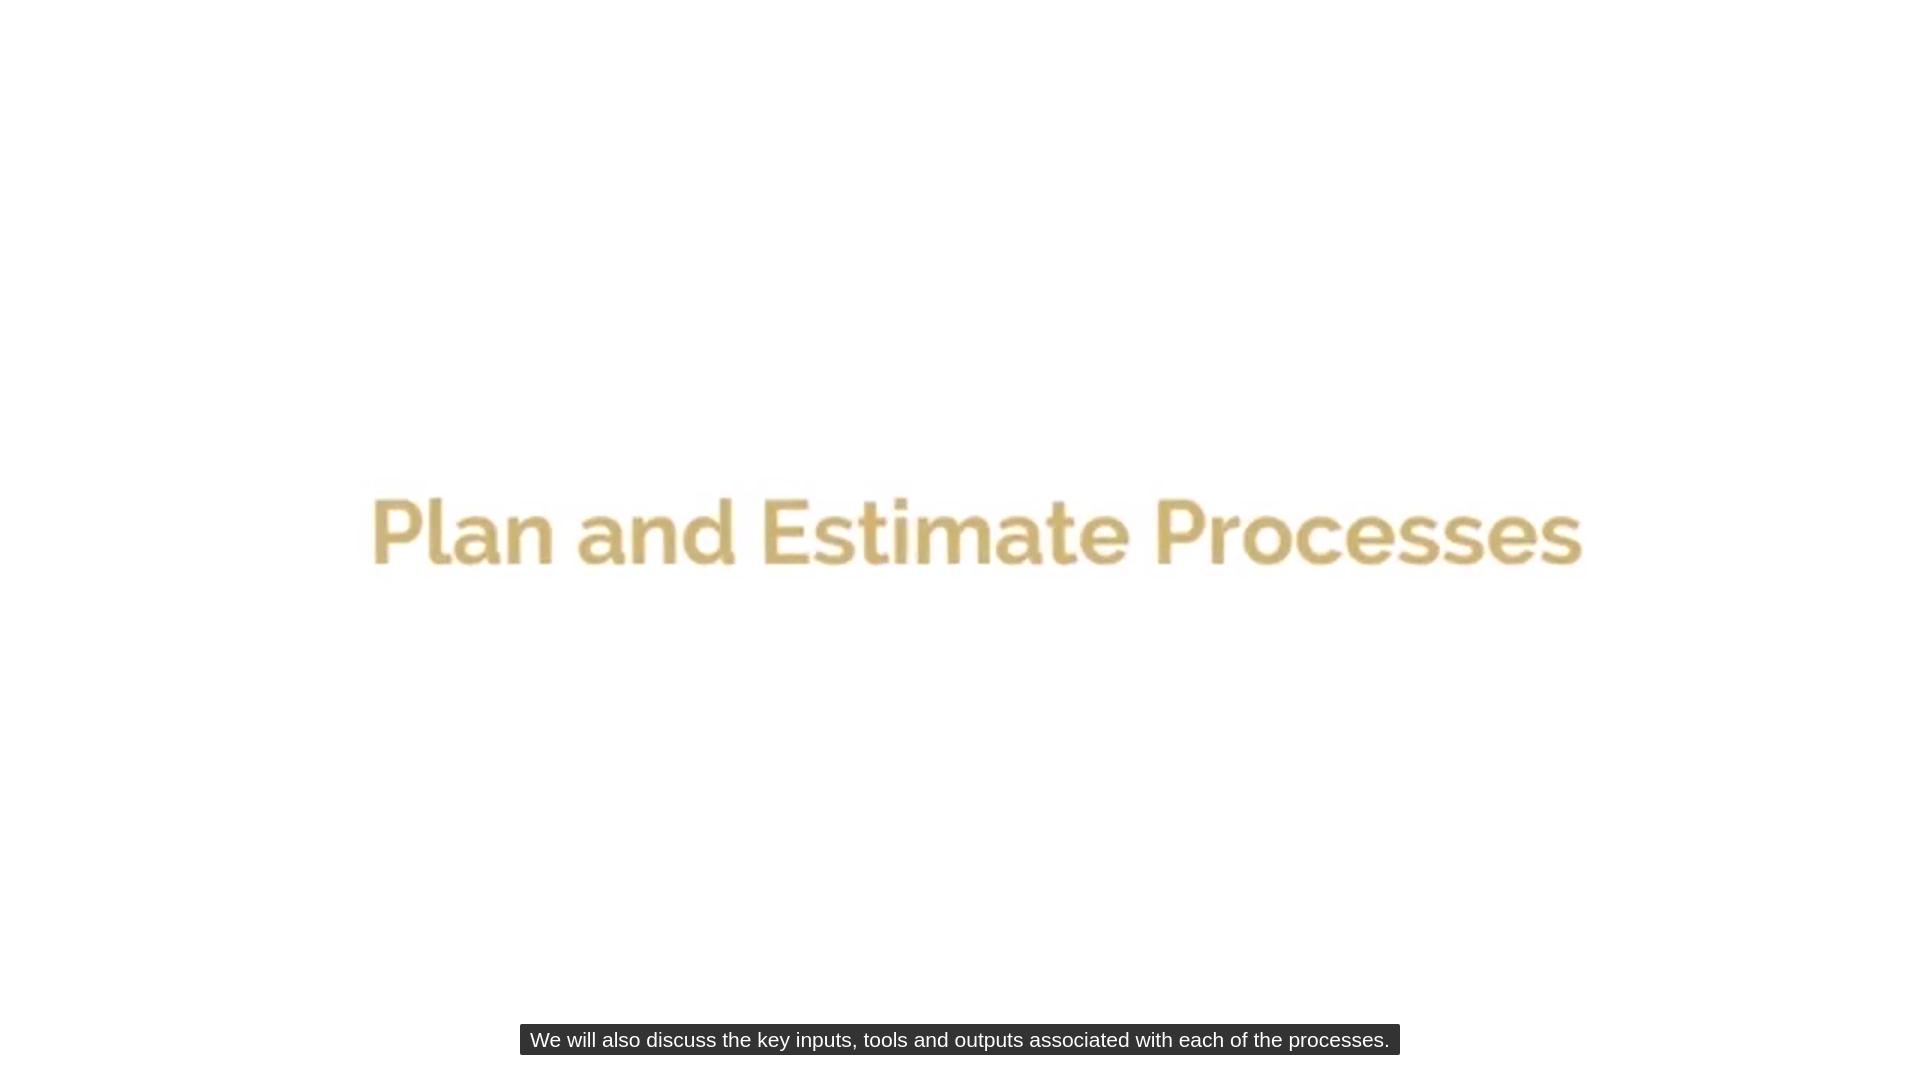 Plan and Estimate Processes
We will also discuss the key inputs, tools and outputs associated with each of the processes.